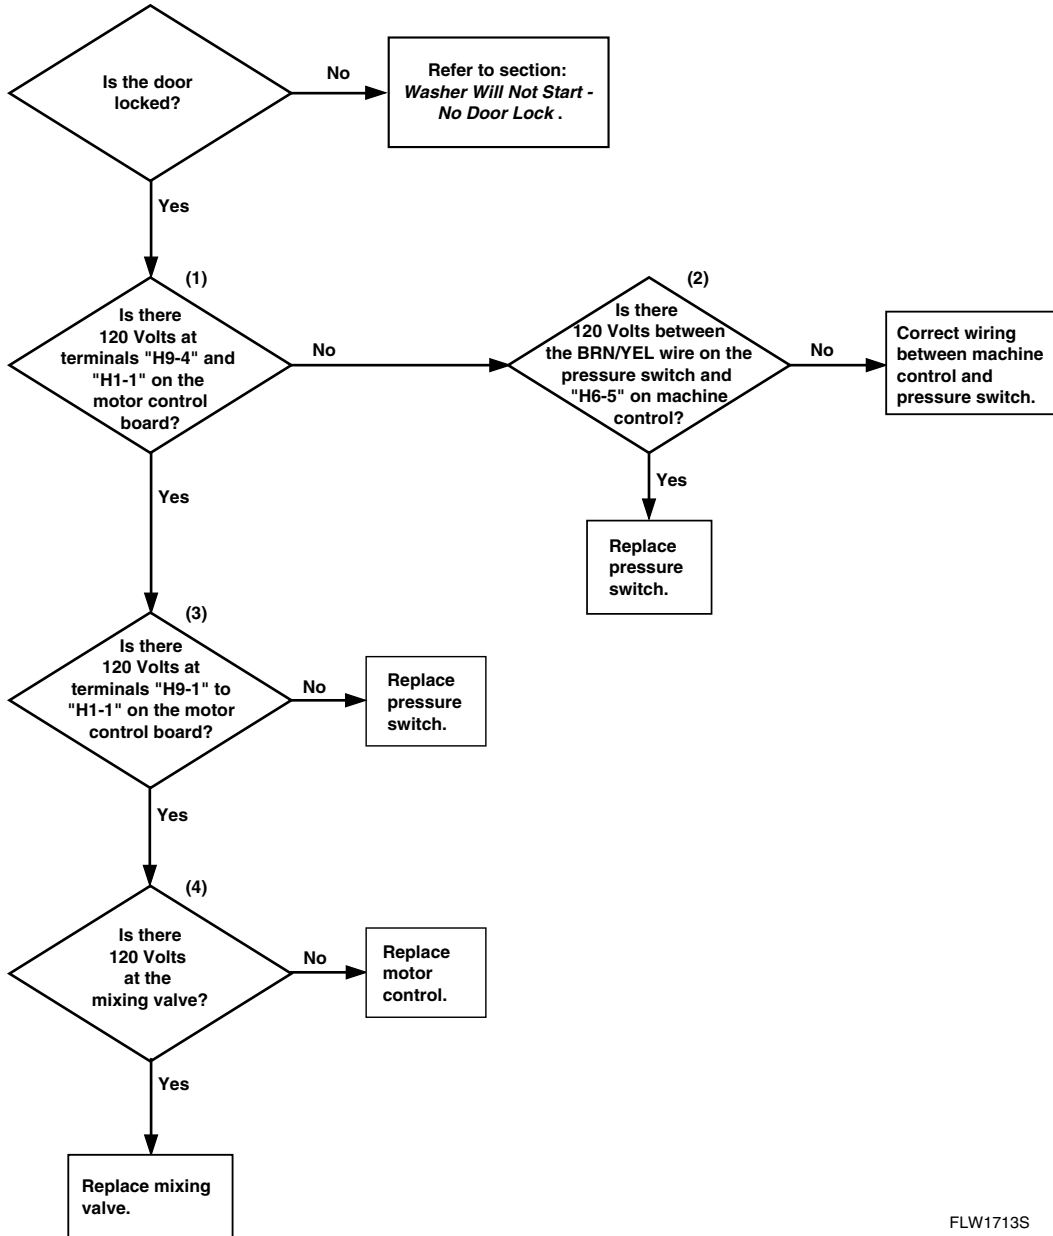 Is the door
locked?
No
Refer to section:
Washer Will Not Start -
No Door Lock .
Yes
(1)
Is there
120 Volts at
terminals "H9-4" and
"H1-1" on the
motor control
board?
No
(2)
Is there
120 Volts between
the BRN/YEL wire on the
pressure switch and
"H6-5" on machine
control?
No
Correct wiring
between machine
control and
pressure switch.
Yes
Replace
pressure
switch.
Yes
(3)
Is there
120 Volts at
terminals "H9-1" to
"H1-1" on the motor
control board?
No
Replace
pressure
switch.
Yes
(4)
Is there
120 Volts
at the
mixing valve?
No
Replace
motor
control.
Yes
Replace mixing
valve.
FLW1713S